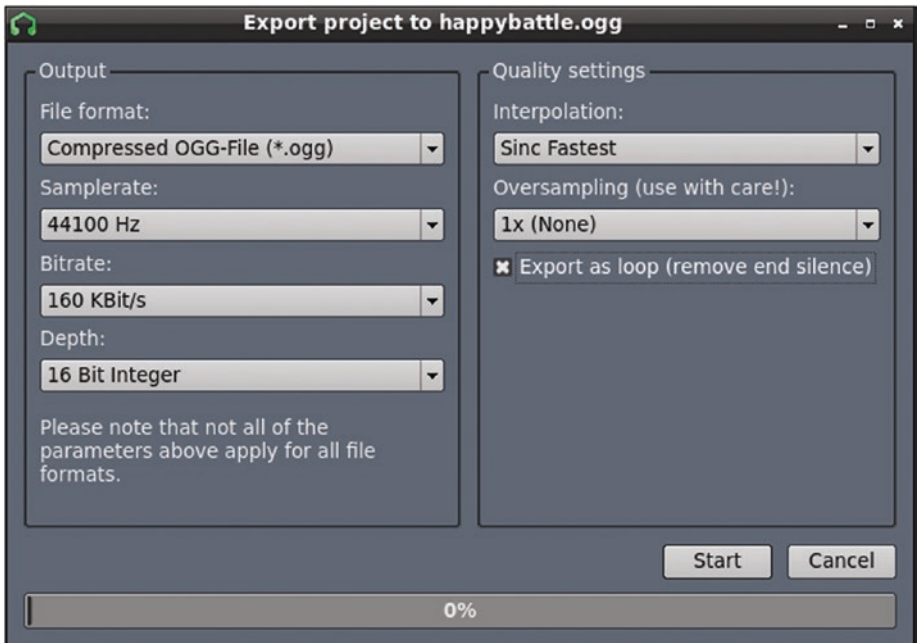 Export project to happybattle.ogg
Output
File format:
Compressed OGG-File (*.ogg)
Samplerate:
44100 Hz
Bitrate:
160 KBit/s
Depth:
16 Bit Integer
Please note that not all of the
parameters above apply for all file
formats.
Quality settings
Interpolation:
Sinc Fastest
Oversampling (use with care!):
1x (None)
Export as loop (remove end silence)
Start
Cancel
0%